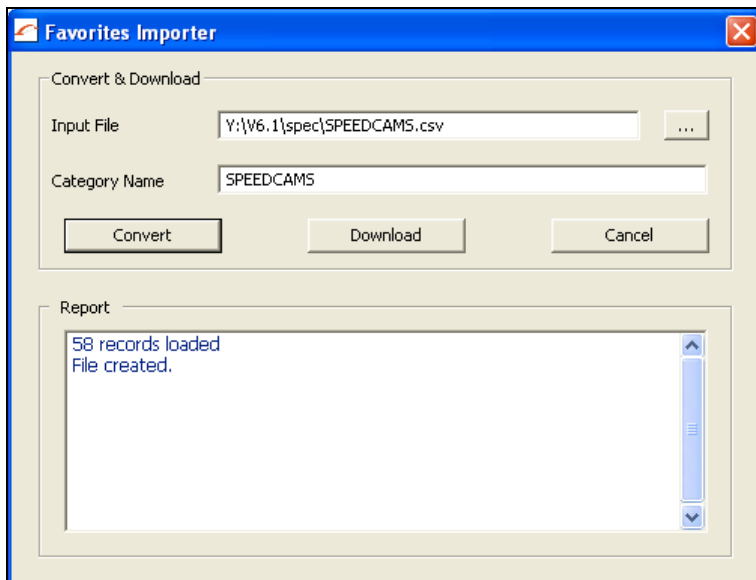 Favorites Importer
Convert & Download
Input File
Y:\V6.1\spec\SPEEDCAMS.csv
...
Category Name
SPEEDCAMS
Convert
Download
Cancel
Report
58 records loaded
File created.